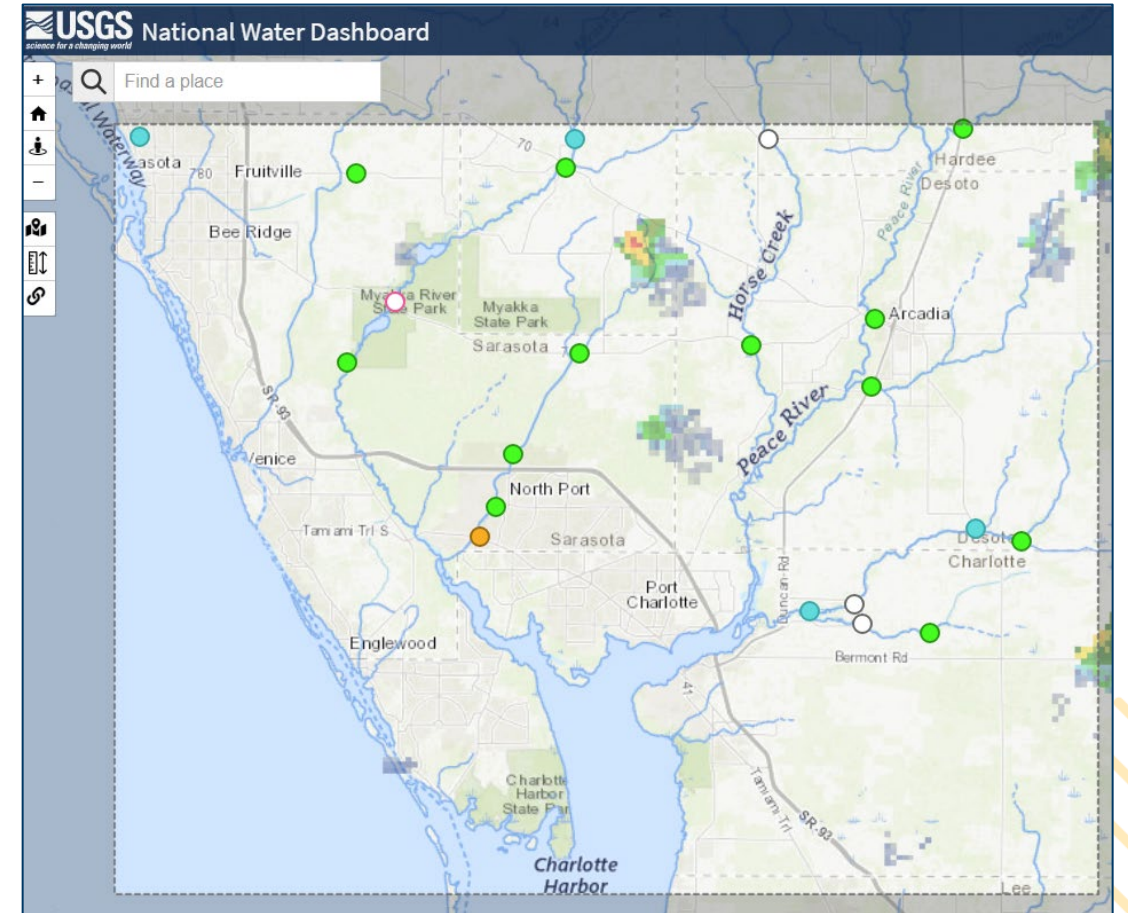 USGS
science for a changing world
National Water Dashboard
+
Find a place
−
Waterway
asota
780
Fruitville
70
Hardee
Desoto
Peace River
Bee Ridge
Horse Creek
Myakka River
State Park
Myakka
State Park
Arcadia
Sarasota
7
SR-93
Peace River
Venice
North Port
Tamiami Trl S
Sarasota
Desoto
Charlotte
Duncan Rd
Port
Charlotte
Englewood
Bermont Rd
41
Charlotte
Harbor
State Par
Tamiami Trl
SR-93
Charlotte
Harbor
Lee